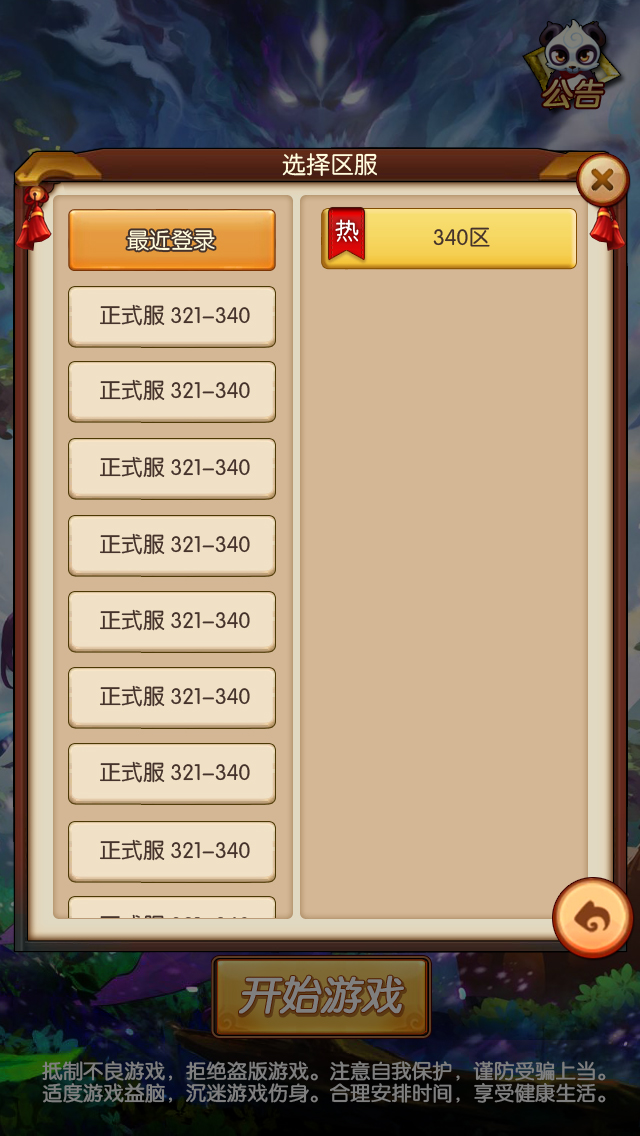 公告
选择区服
最近登录
热
340区
正式服 321-340
正式服 321-340
正式服 321-340
正式服 321-340
正式服 321-340
正式服 321-340
正式服 321-340
正式服 321-340
开始游戏
抵制不良游戏，拒绝盗版游戏。注意自我保护，谨防受骗上当。
适度游戏益脑，沉迷游戏伤身。合理安排时间，享受健康生活。